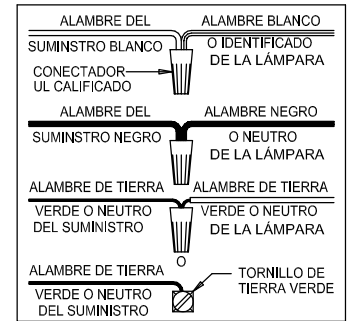 ALAMBRE DEL
SUMINSTRO BLANCO
ALAMBRE BLANCO
O IDENTIFICADO
DE LA LÁMPARA
CONECTADOR
UL CALIFICADO
ALAMBRE DEL
SUMINSTRO NEGRO
ALAMBRE NEGRO
O NEUTRO
DE LA LÁMPARA
ALAMBRE DE TIERRA
VERDE O NEUTRO
DEL SUMINISTRO
ALAMBRE DE TIERRA
VERDE O NEUTRO
DE LA LÁMPARA
O
ALAMBRE DE TIERRA
VERDE O NEUTRO
DEL SUMINISTRO
TORNILLO DE
TIERRA VERDE